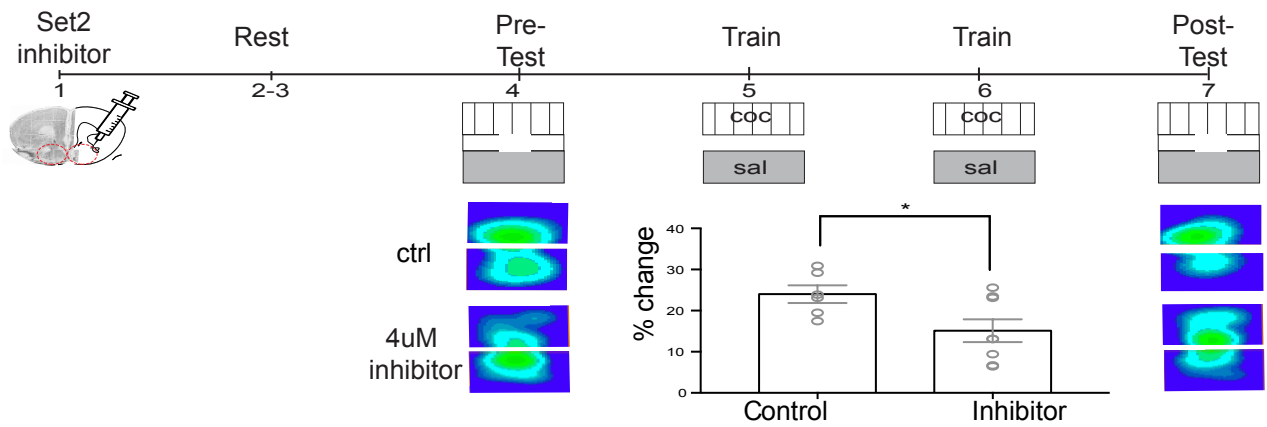 Set2
inhibitor
Rest
Pre-
Test
Train
Train
Post-
Test
1
2-3
4
5
6
7
coc
coc
sal
sal
ctrl
4uM
inhibitor
*
% change
40
30
20
10
0
Control
Inhibitor